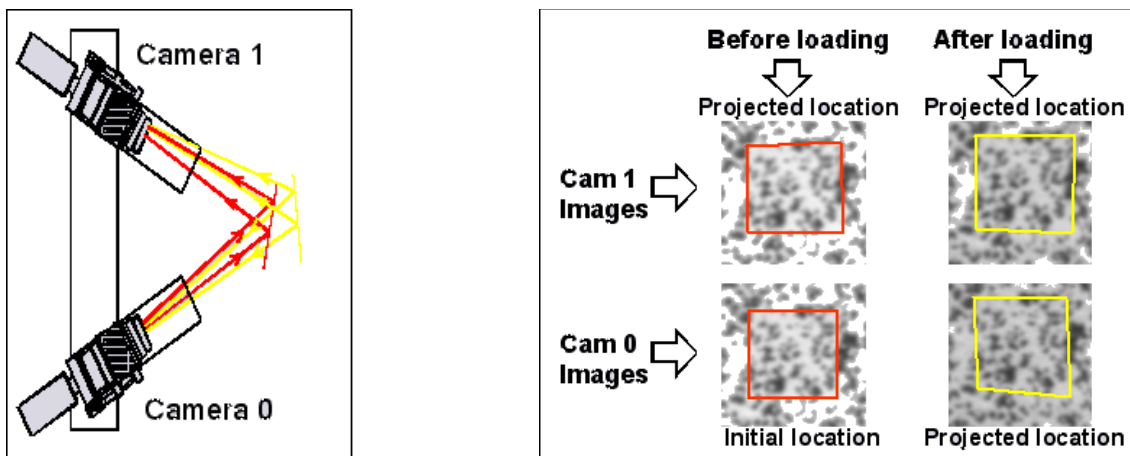 Camera 1
Camera 0
Before loading
After loading
Projected location
Projected location
Cam 1
Images
Cam 0
Images
Initial location
Projected location